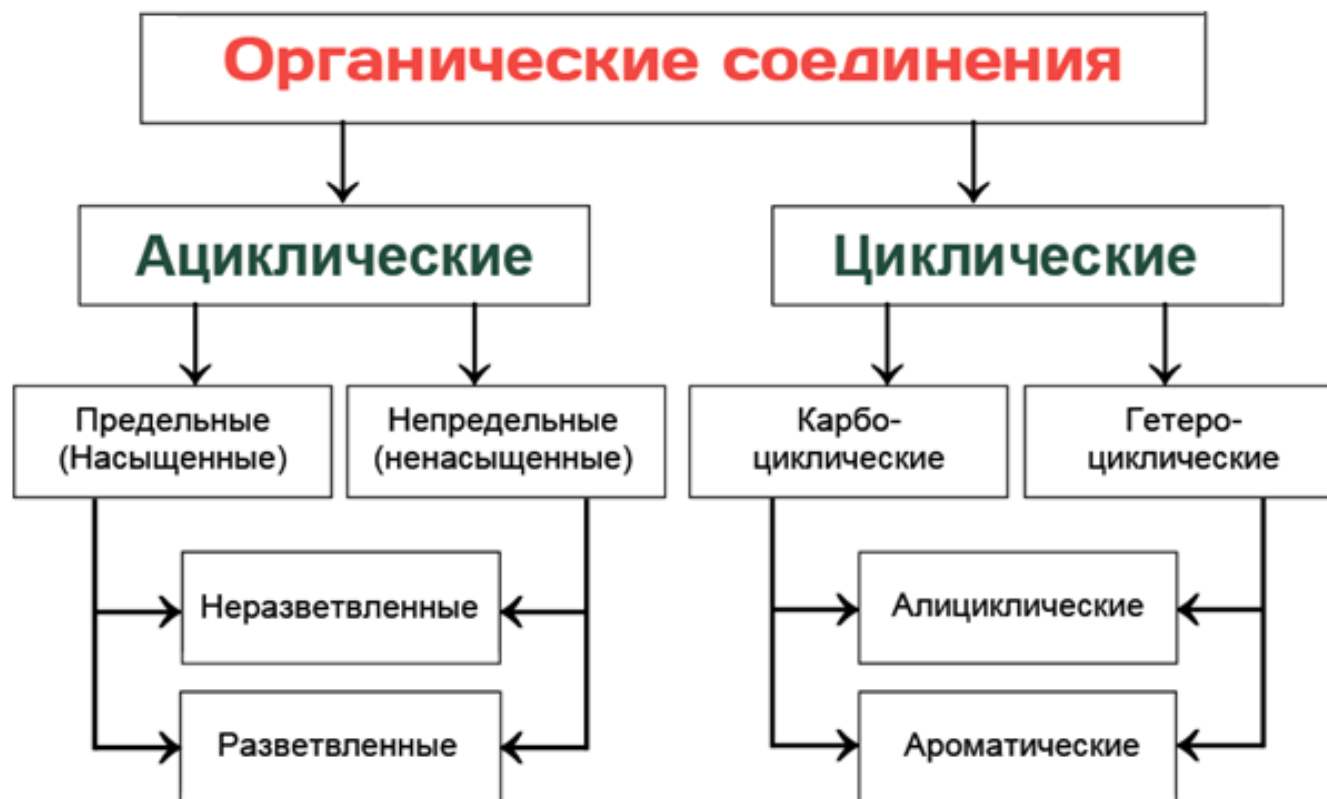 Органические соединения
Ациклические
Циклические
Предельные
(Насыщенные)
Непредельные
(ненасыщенные)
Карбо-
циклические
Гетеро-
циклические
Неразветвленные
Алициклические
Разветвленные
Ароматические